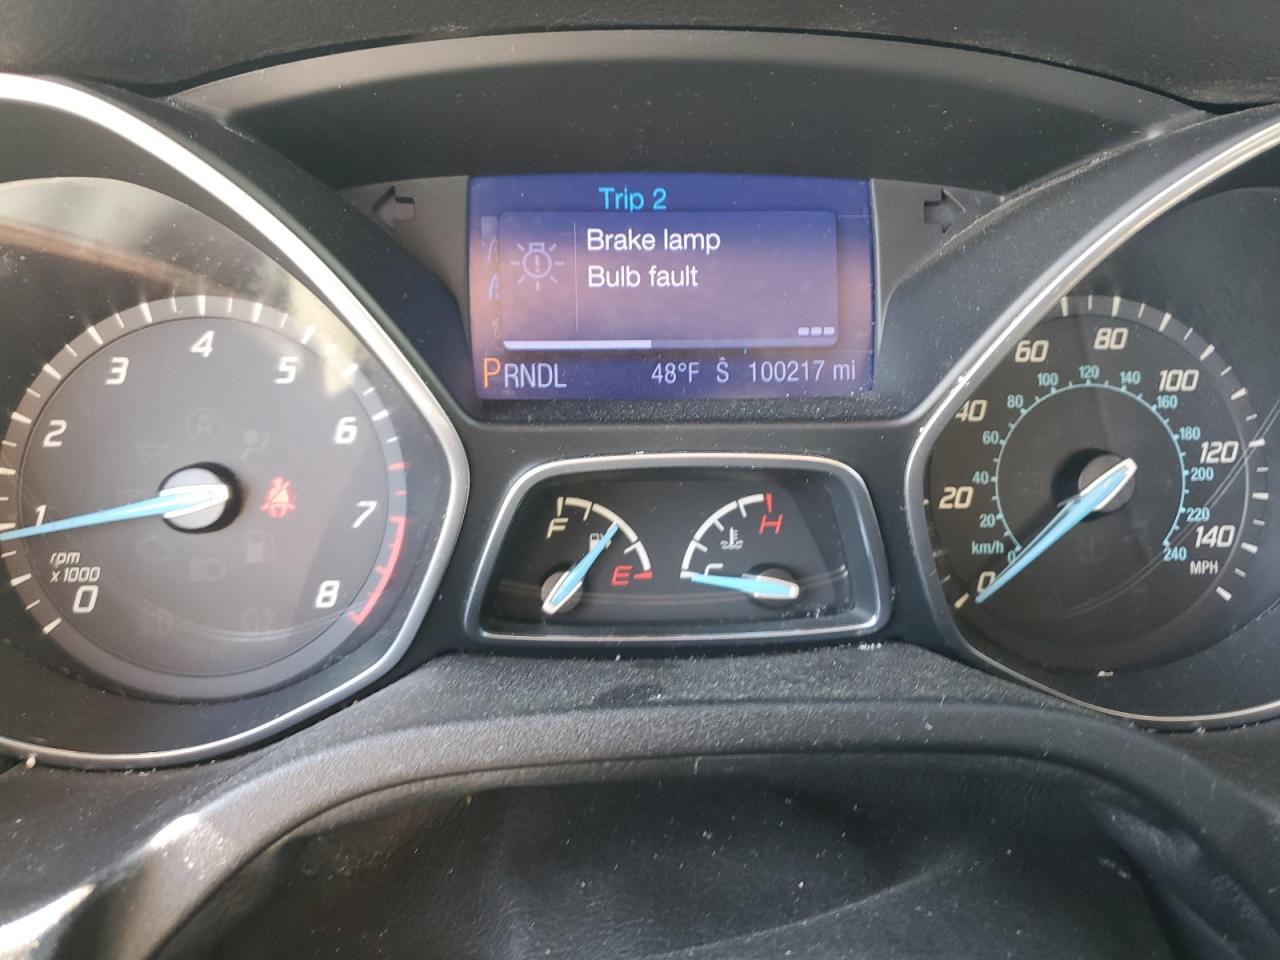 Trip 2
Brake lamp
Bulb fault
PRNDL 48°F S 100217 mi
0 1 2 3 4 5 6 7 8
rpm
x 1000
A
F E
H C
0 20 40 60 80 100 120 140
MPH
0 20 40 60 80 100 120 140 160 180 200 220 240
km/h